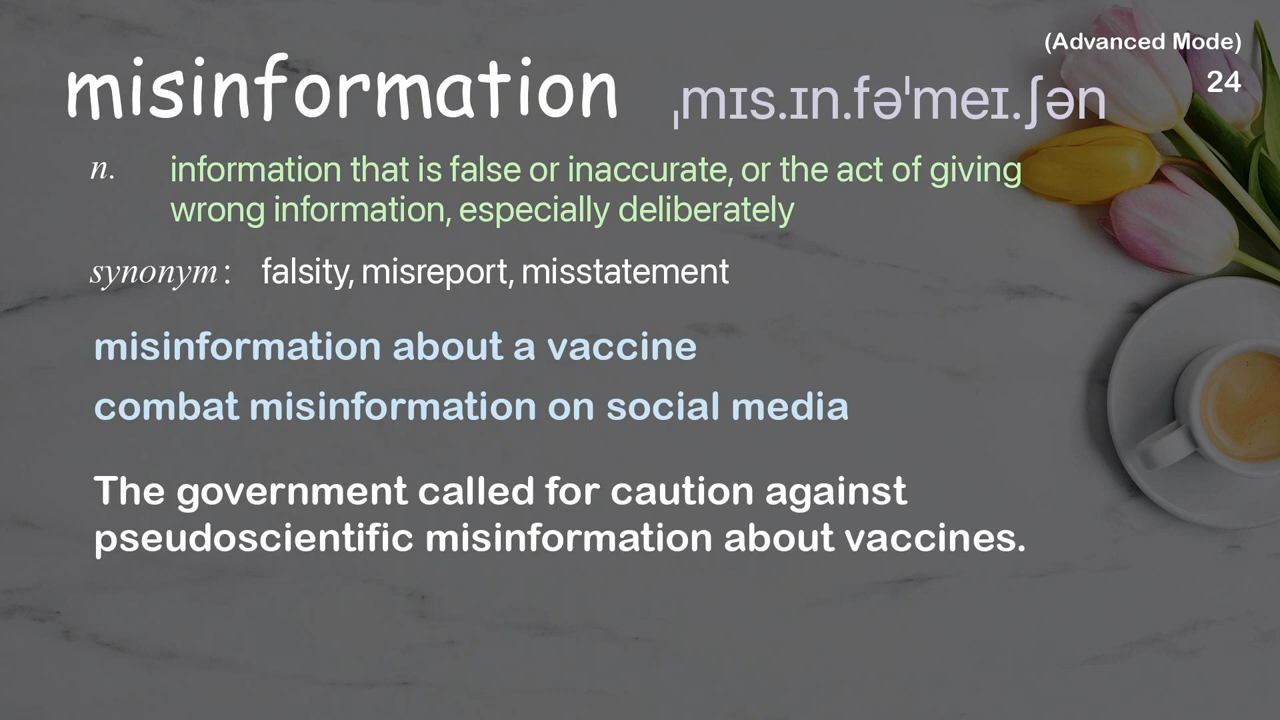 (Advanced Mode)
24
misinformation ˌmɪs.ɪn.fəˈmeɪ.ʃən
n. information that is false or inaccurate, or the act of giving
wrong information, especially deliberately
synonym: falsity, misreport, misstatement
misinformation about a vaccine
combat misinformation on social media
The government called for caution against
pseudoscientific misinformation about vaccines.